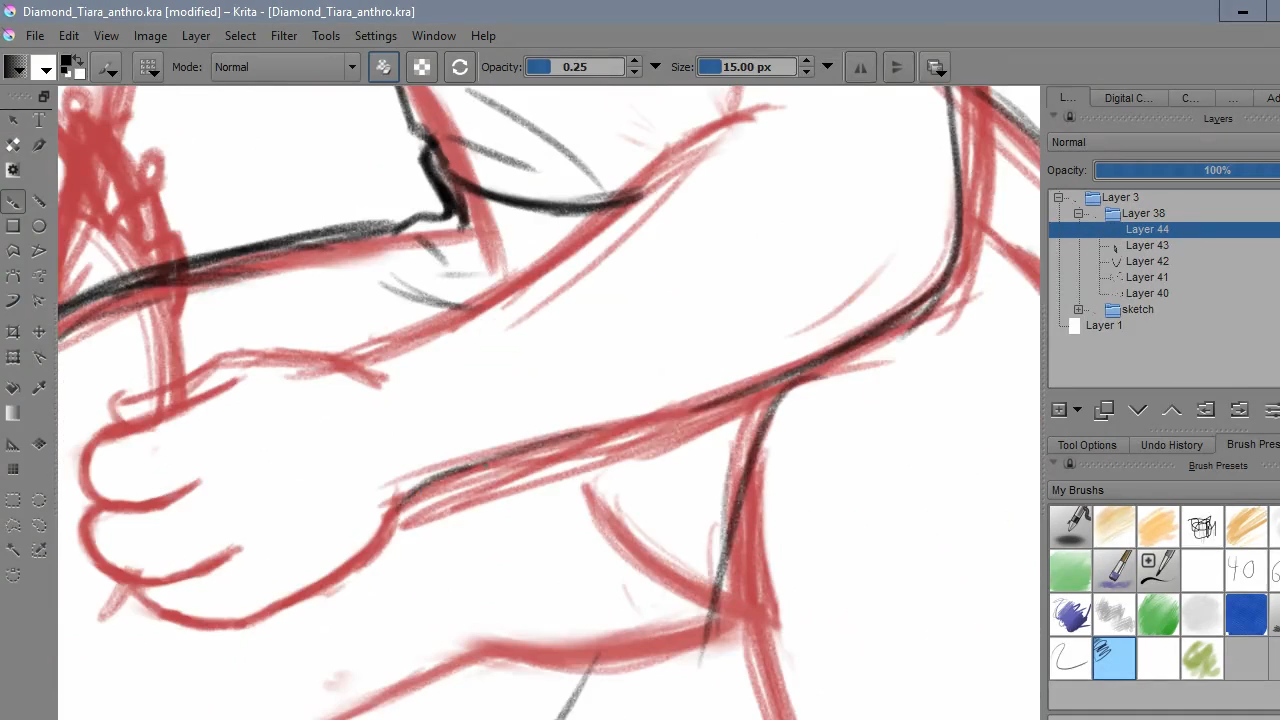 Diamond_Tiara_anthro.kra [modified] – Krita - [Diamond_Tiara_anthro.kra]
File Edit View Image Layer Select Filter Tools Settings Window Help
Mode: Normal Opacity: 0.25 Size: 15.00 px
L... Digital C... C... ... Ad
Layers
Normal
Opacity: 100%
Layer 3
Layer 38
Layer 44
Layer 43
Layer 42
Layer 41
Layer 40
sketch
Layer 1
Tool Options Undo History Brush Pres
Brush Presets
My Brushes
40